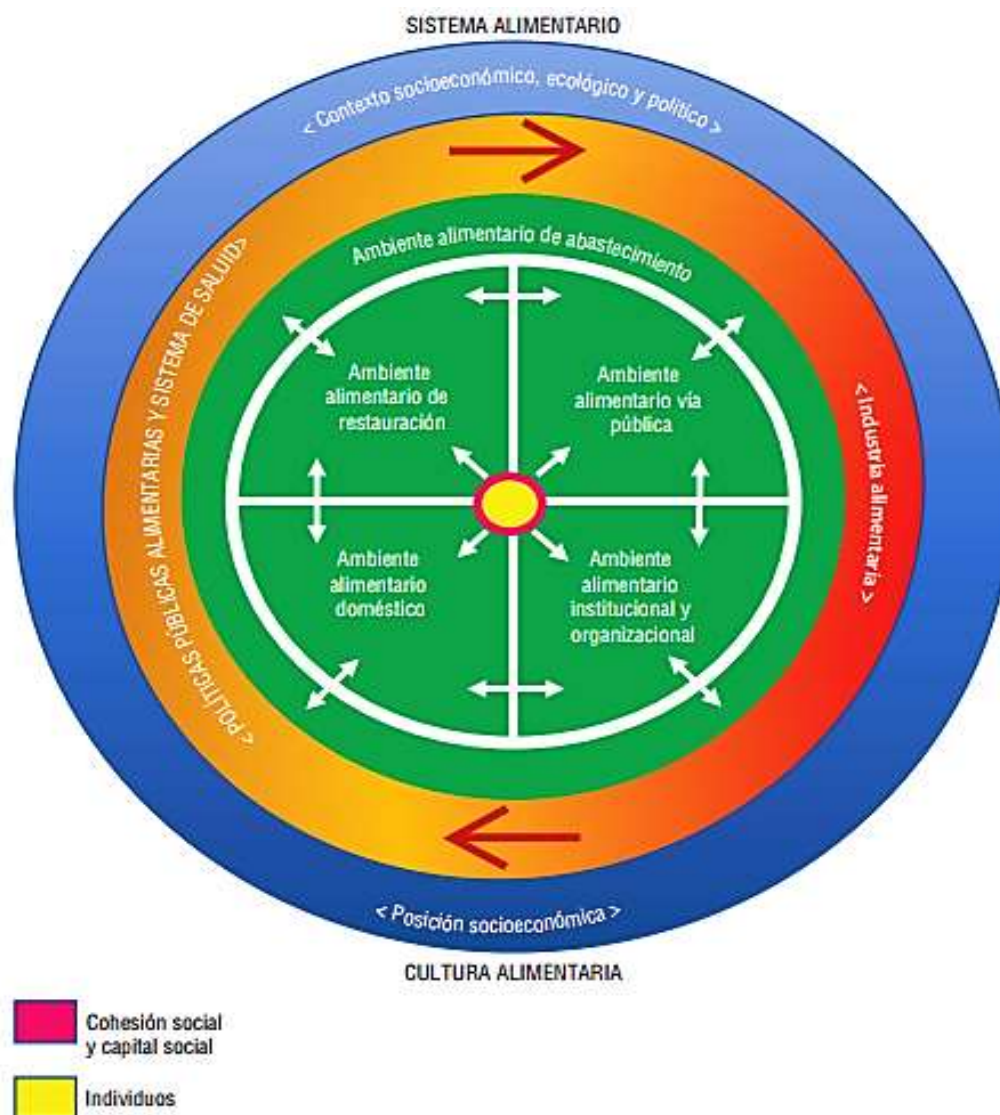 SISTEMA ALIMENTARIO
< Contexto socioeconómico, ecológico y político >
Ambiente alimentario de abastecimiento
< POLÍTICAS PÚBLICAS ALIMENTARIAS Y SISTEMA DE SALUID>
< Industria alimentaria >
Ambiente
alimentario de
restauración
Ambiente
alimentario vía
pública
Ambiente
alimentario
doméstico
Ambiente
alimentario
institucional y
organizacional
< Posición socioeconómica >
CULTURA ALIMENTARIA
Cohesión social
y capital social
Individuos